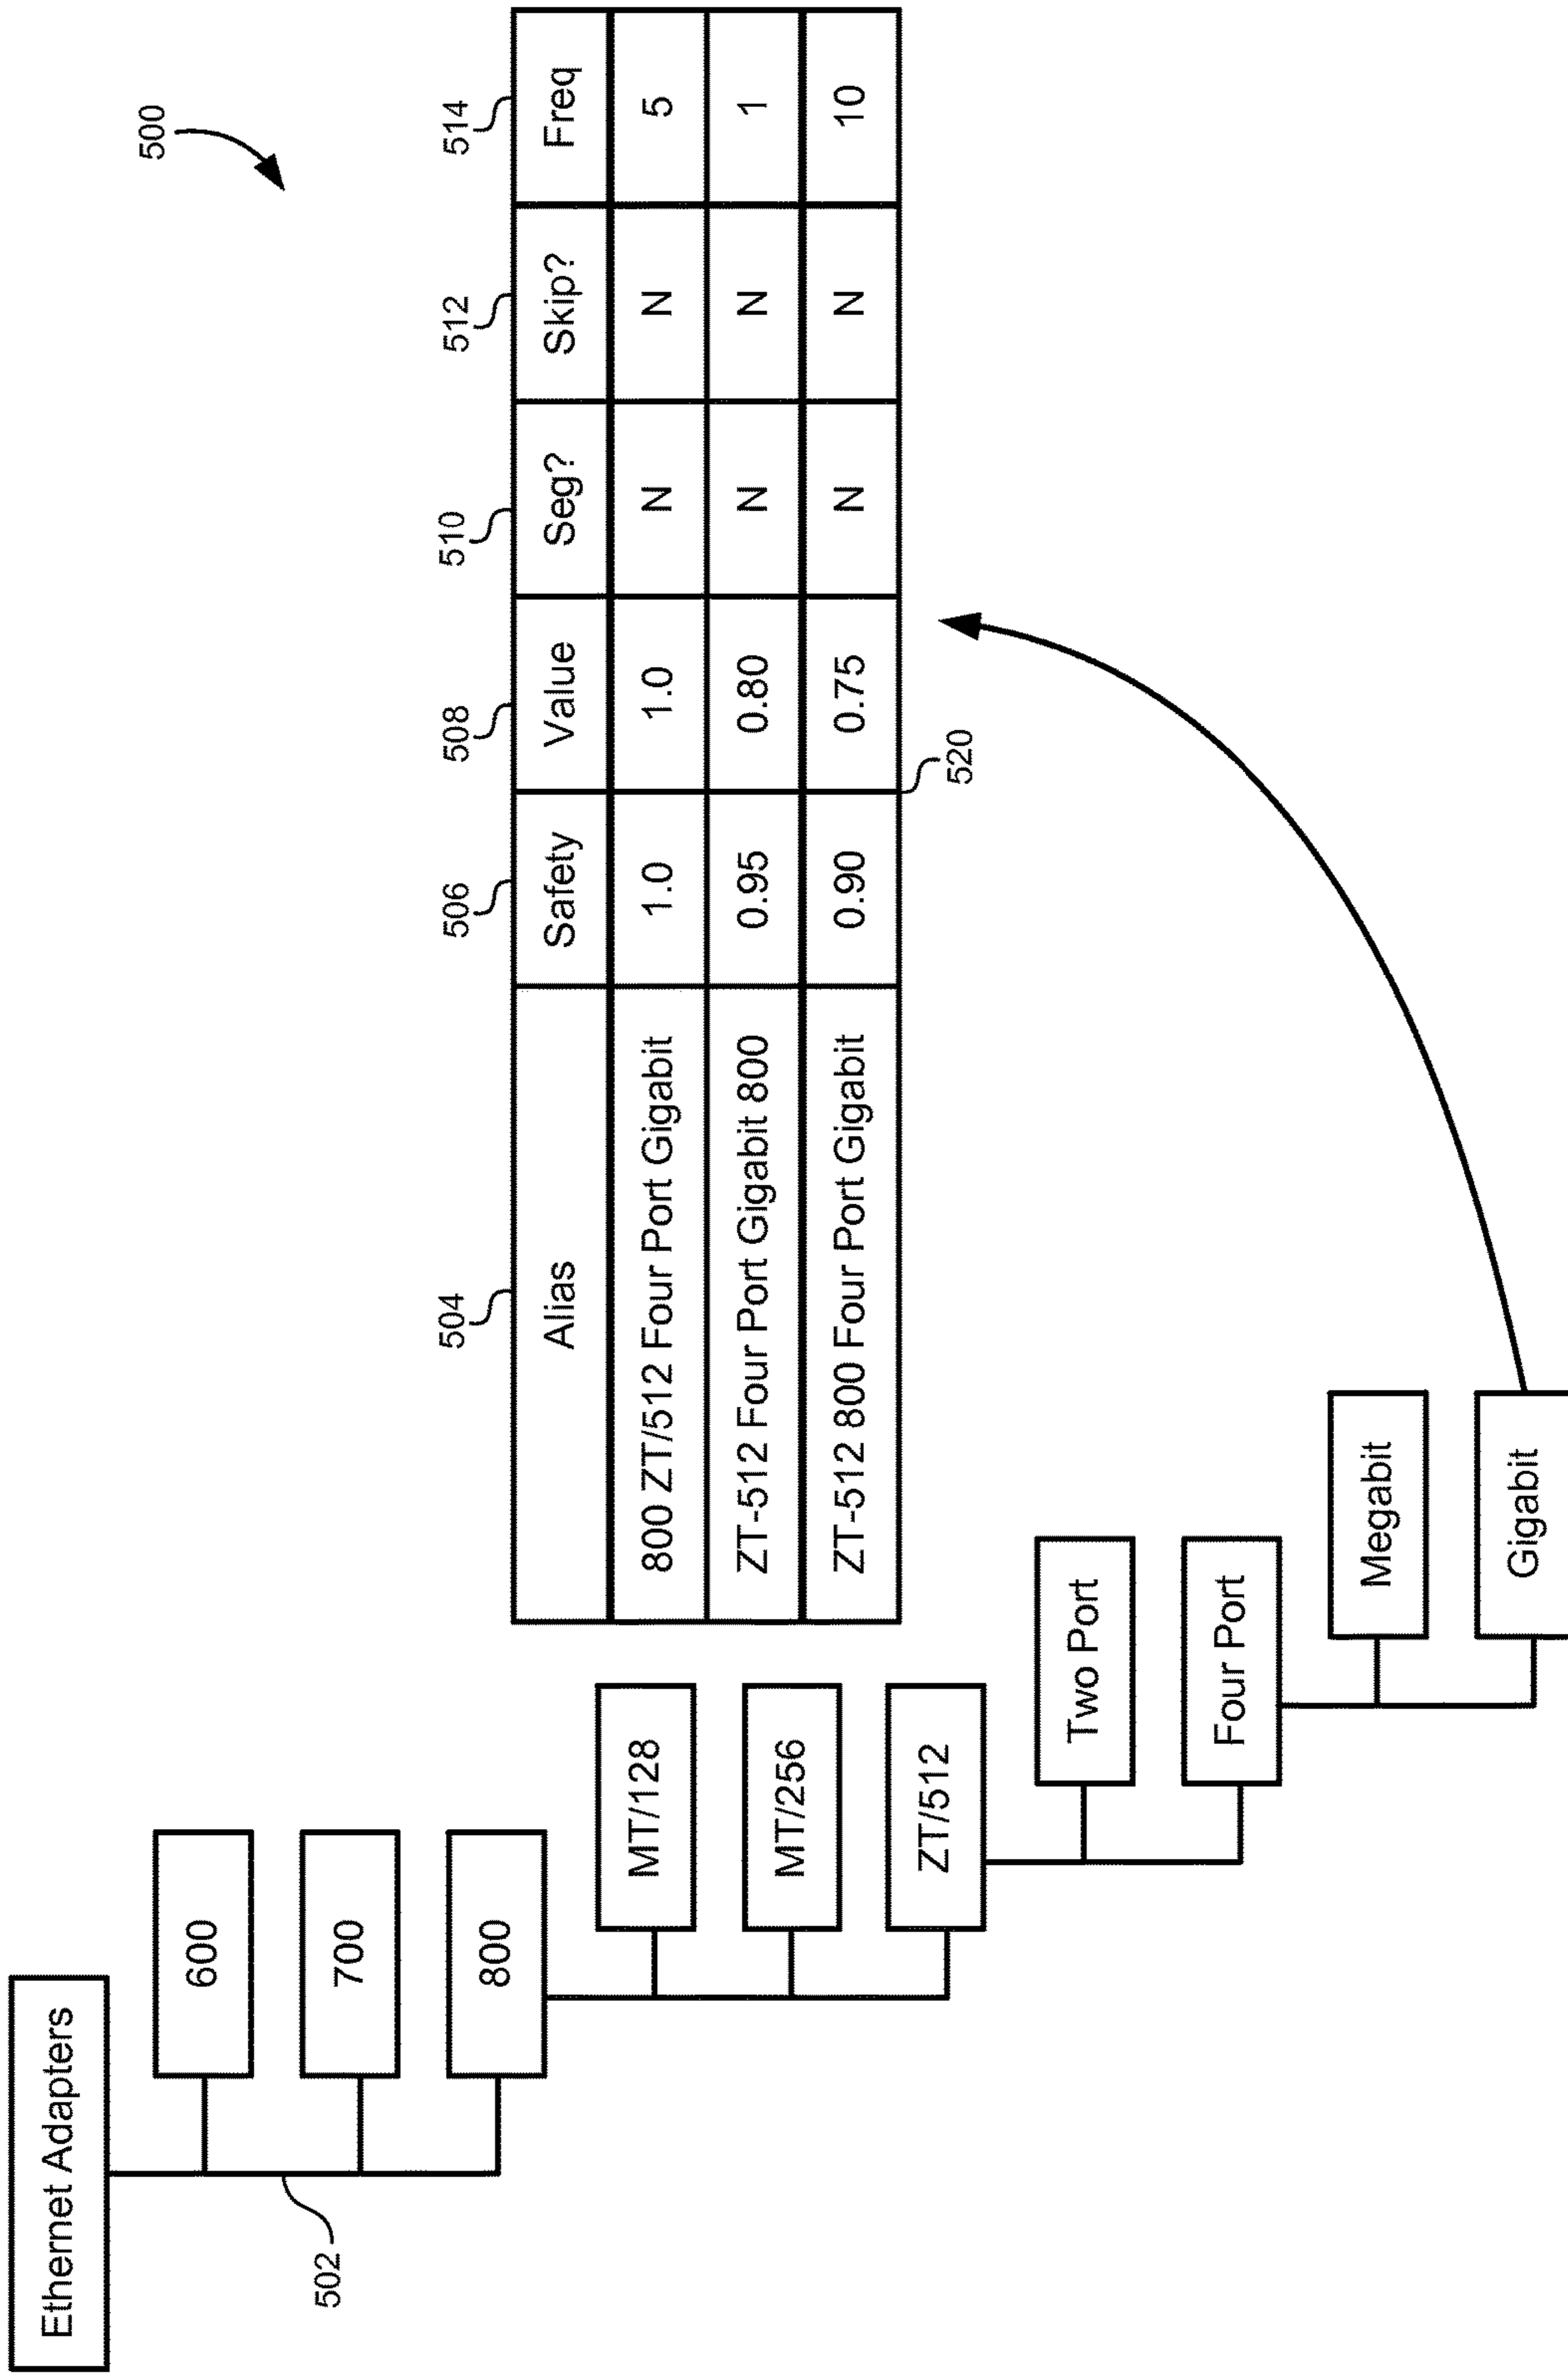 500
504
506
508
510
512
514
Alias Safety Value Seg? Skip? Freq
800 ZT/512 Four Port Gigabit 1.0 1.0 N N 5
ZT-512 Four Port Gigabit 800 0.95 0.80 N N 1
ZT-512 800 Four Port Gigabit 0.90 0.75 N N 10
520
Ethernet Adapters
502
600
700
800
MT/128
MT/256
ZT/512
Two Port
Four Port
Megabit
Gigabit